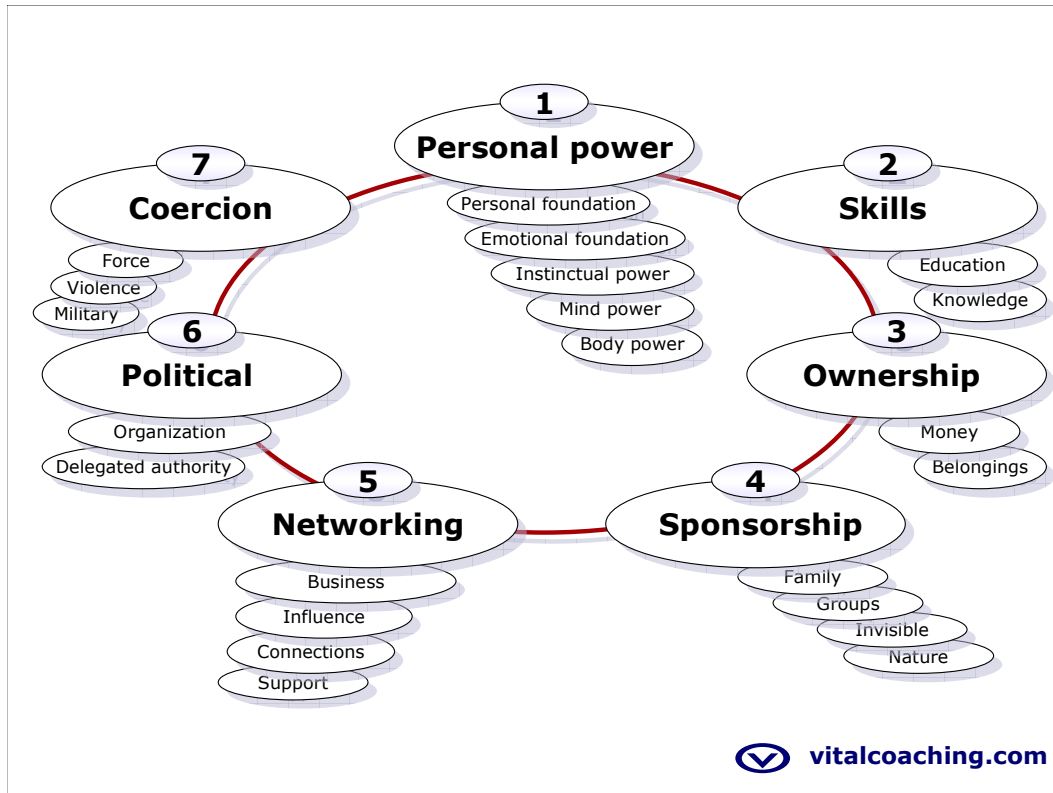 1
Personal power
Personal foundation
Emotional foundation
Instinctual power
Mind power
Body power
2
Skills
Education
Knowledge
3
Ownership
Money
Belongings
4
Sponsorship
Family
Groups
Invisible
Nature
5
Networking
Business
Influence
Connections
Support
6
Political
Organization
Delegated authority
7
Coercion
Force
Violence
Military
vitalcoaching.com